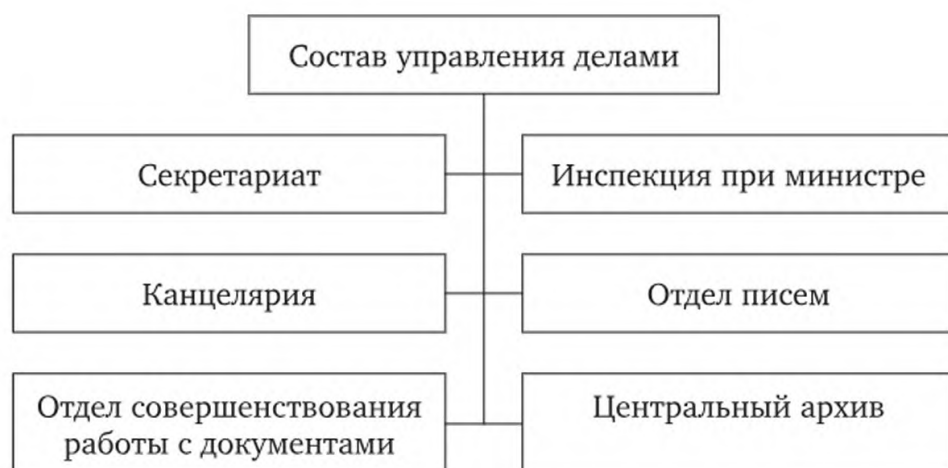 Состав управления делами
Секретариат
Инспекция при министре
Канцелярия
Отдел писем
Отдел совершенствования
работы с документами
Центральный архив